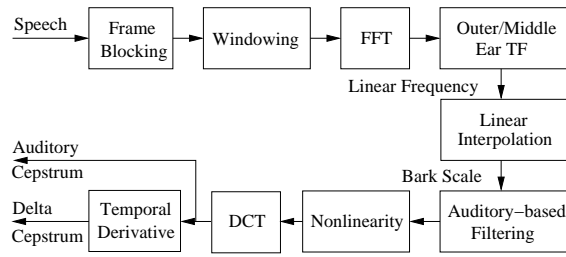 Speech
Frame
Blocking
Windowing
FFT
Outer/Middle
Ear TF
Linear Frequency
Linear
Interpolation
Bark Scale
Auditory−based
Filtering
Nonlinearity
DCT
Temporal
Derivative
Auditory
Cepstrum
Delta
Cepstrum